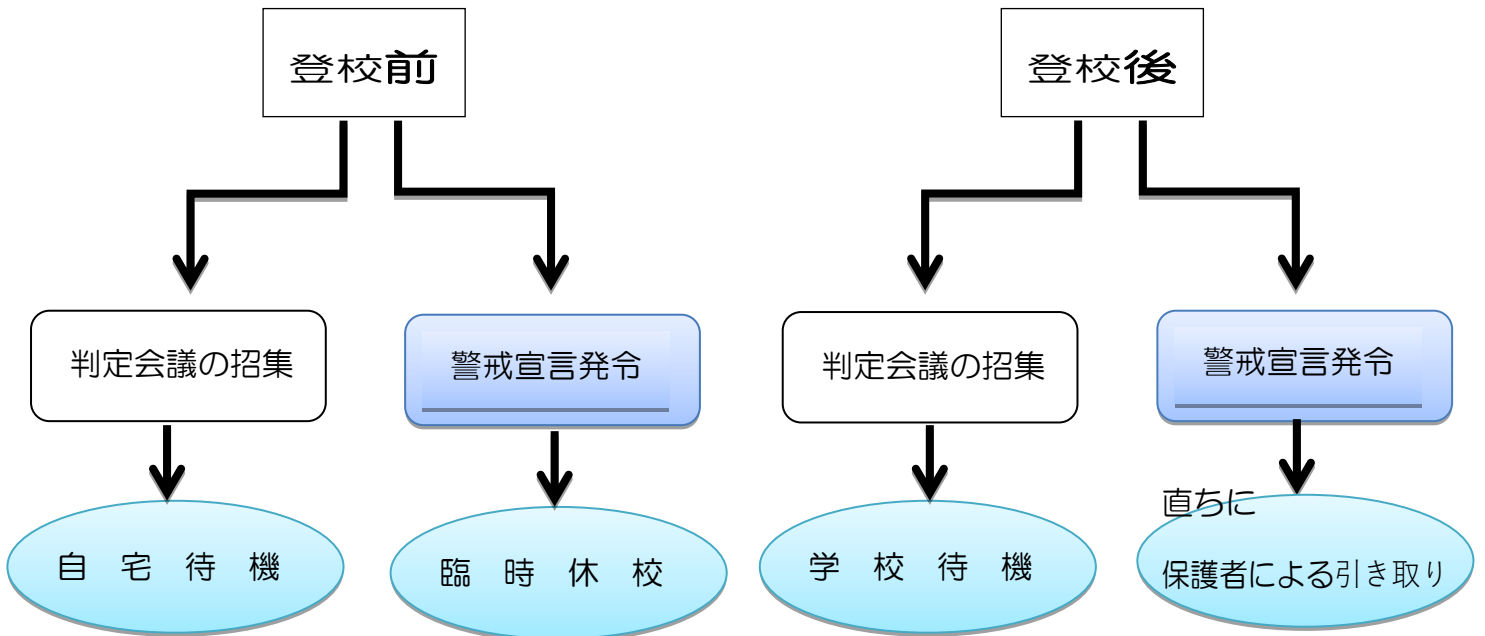 登校前
登校後
判定会議の招集
警戒宣言発令
判定会議の招集
警戒宣言発令
自 宅 待 機
臨 時 休 校
学 校 待 機
直ちに
保護者による引き取り